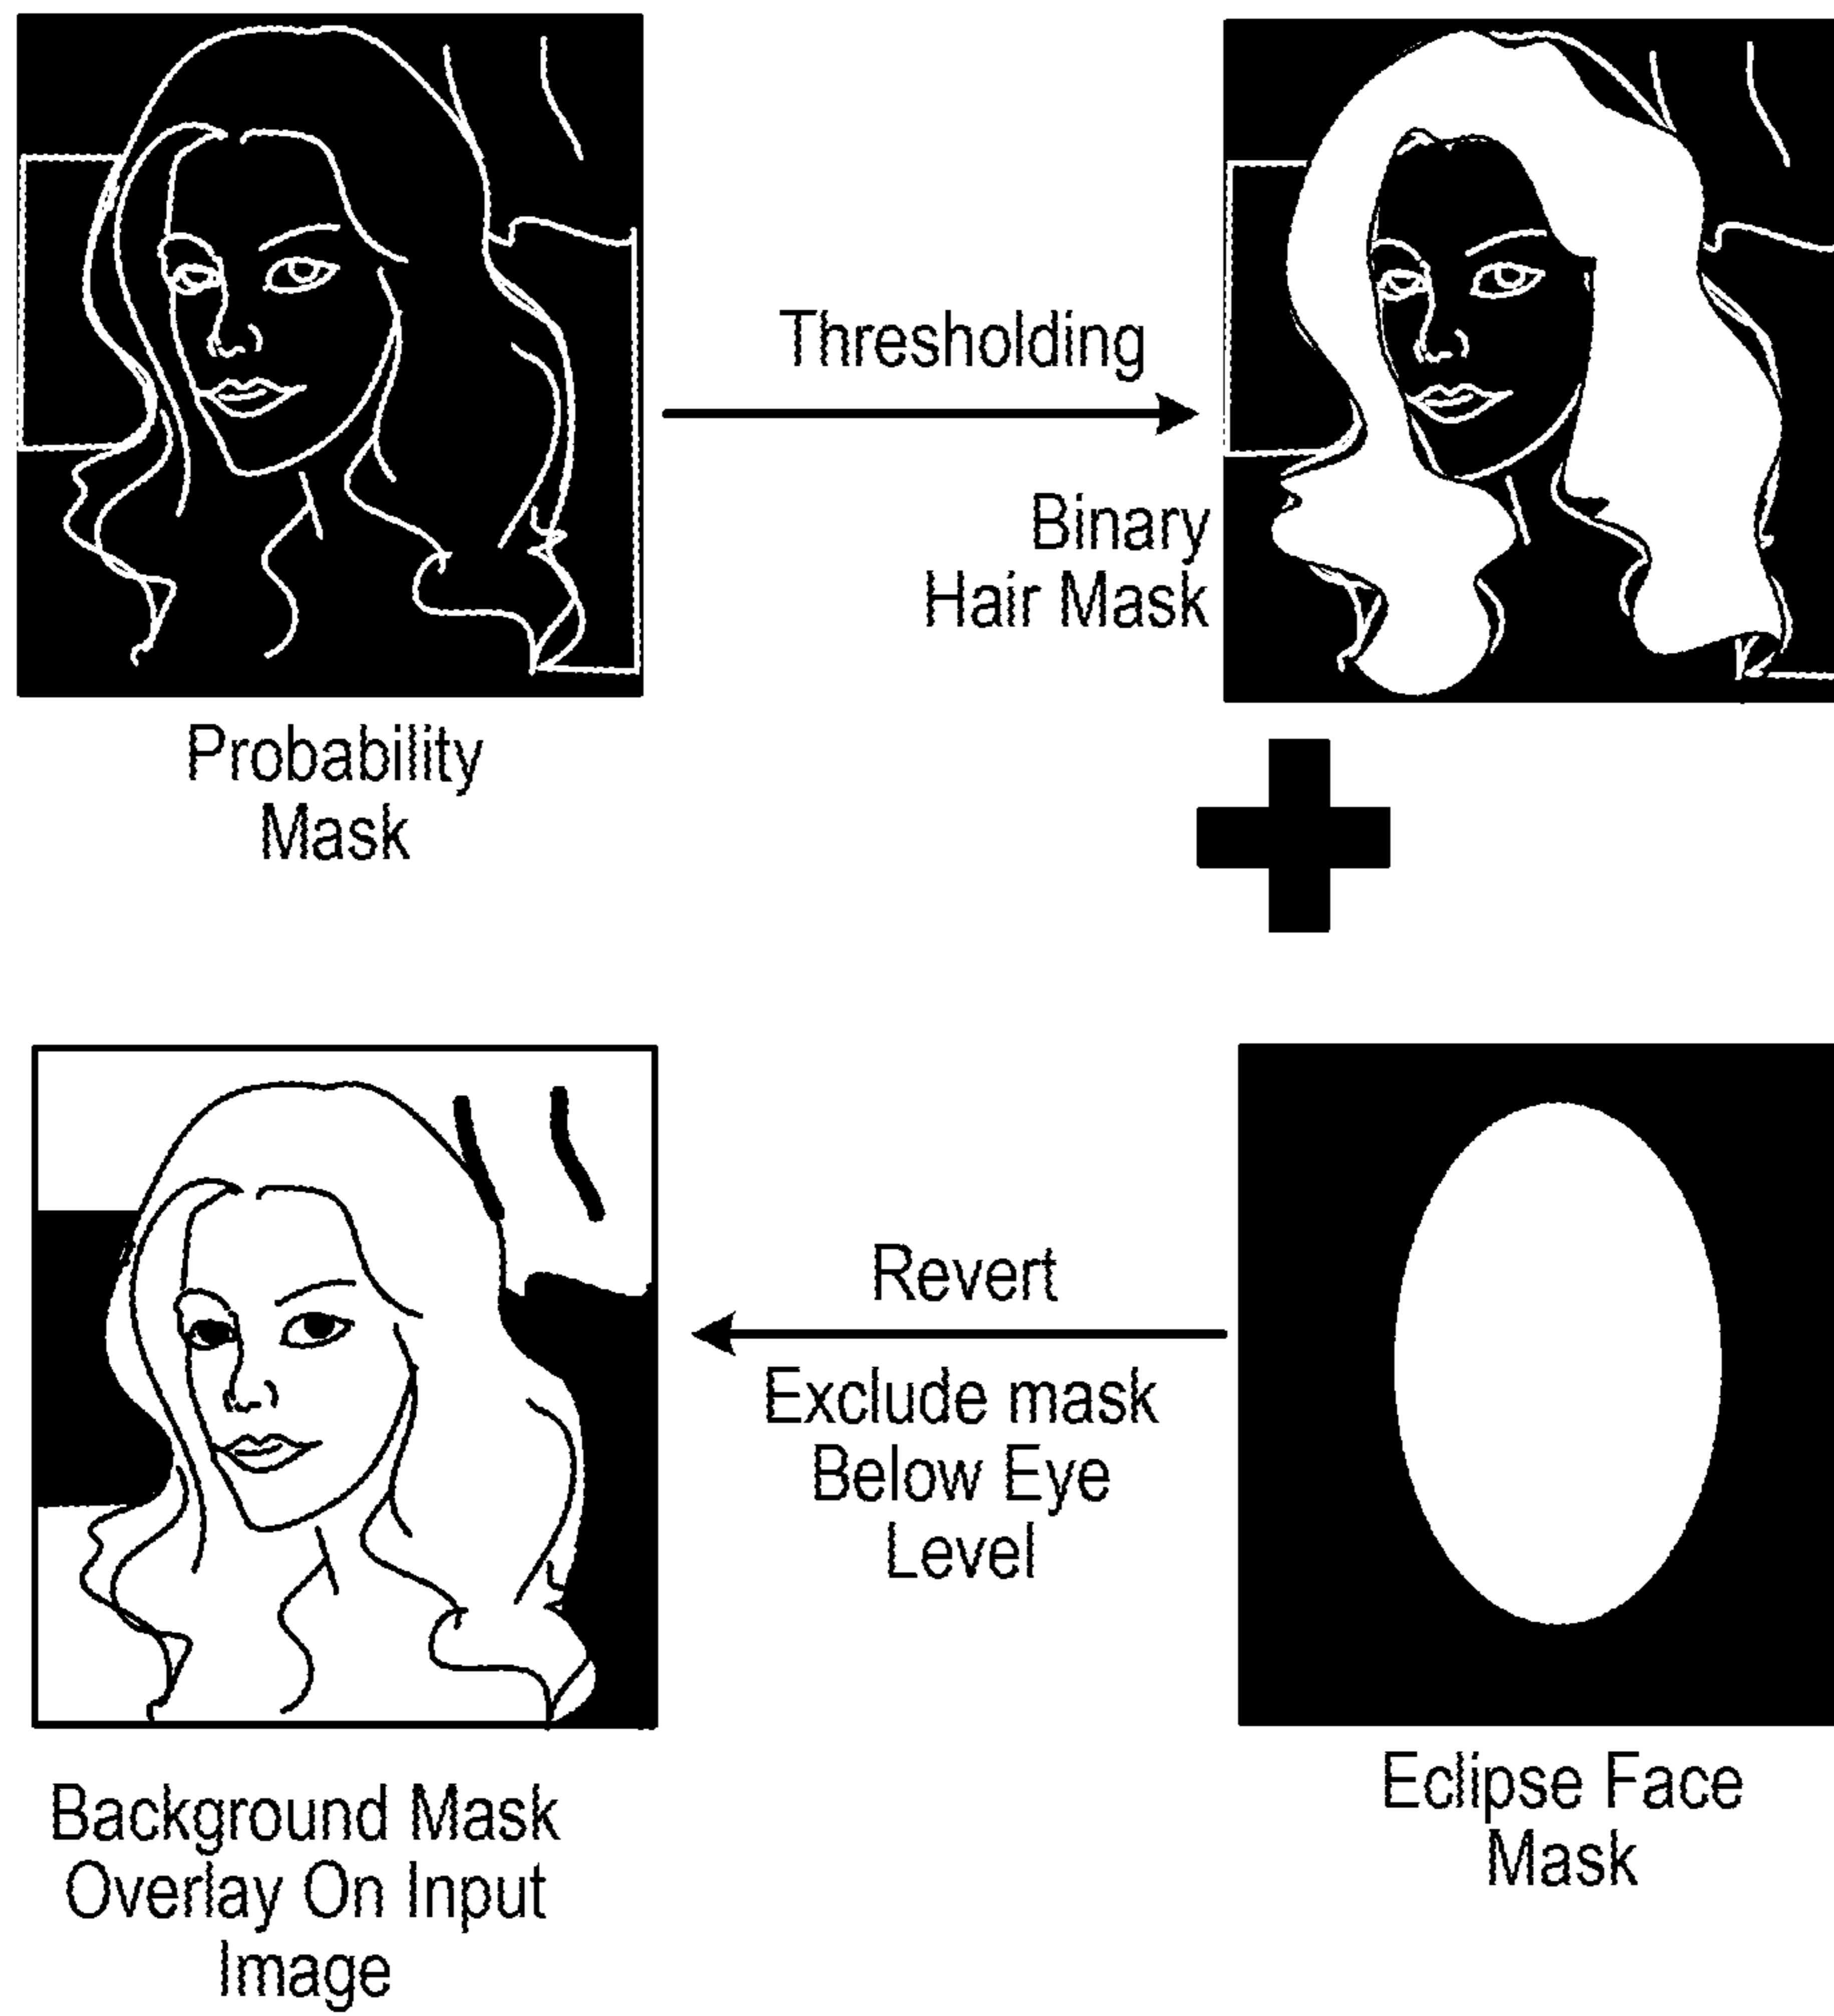 Thresholding
Binary
Hair Mask
Probability
Mask
Revert
Exclude mask
Below Eye
Level
Eclipse Face
Mask
Background Mask
Overlay On Input
Image